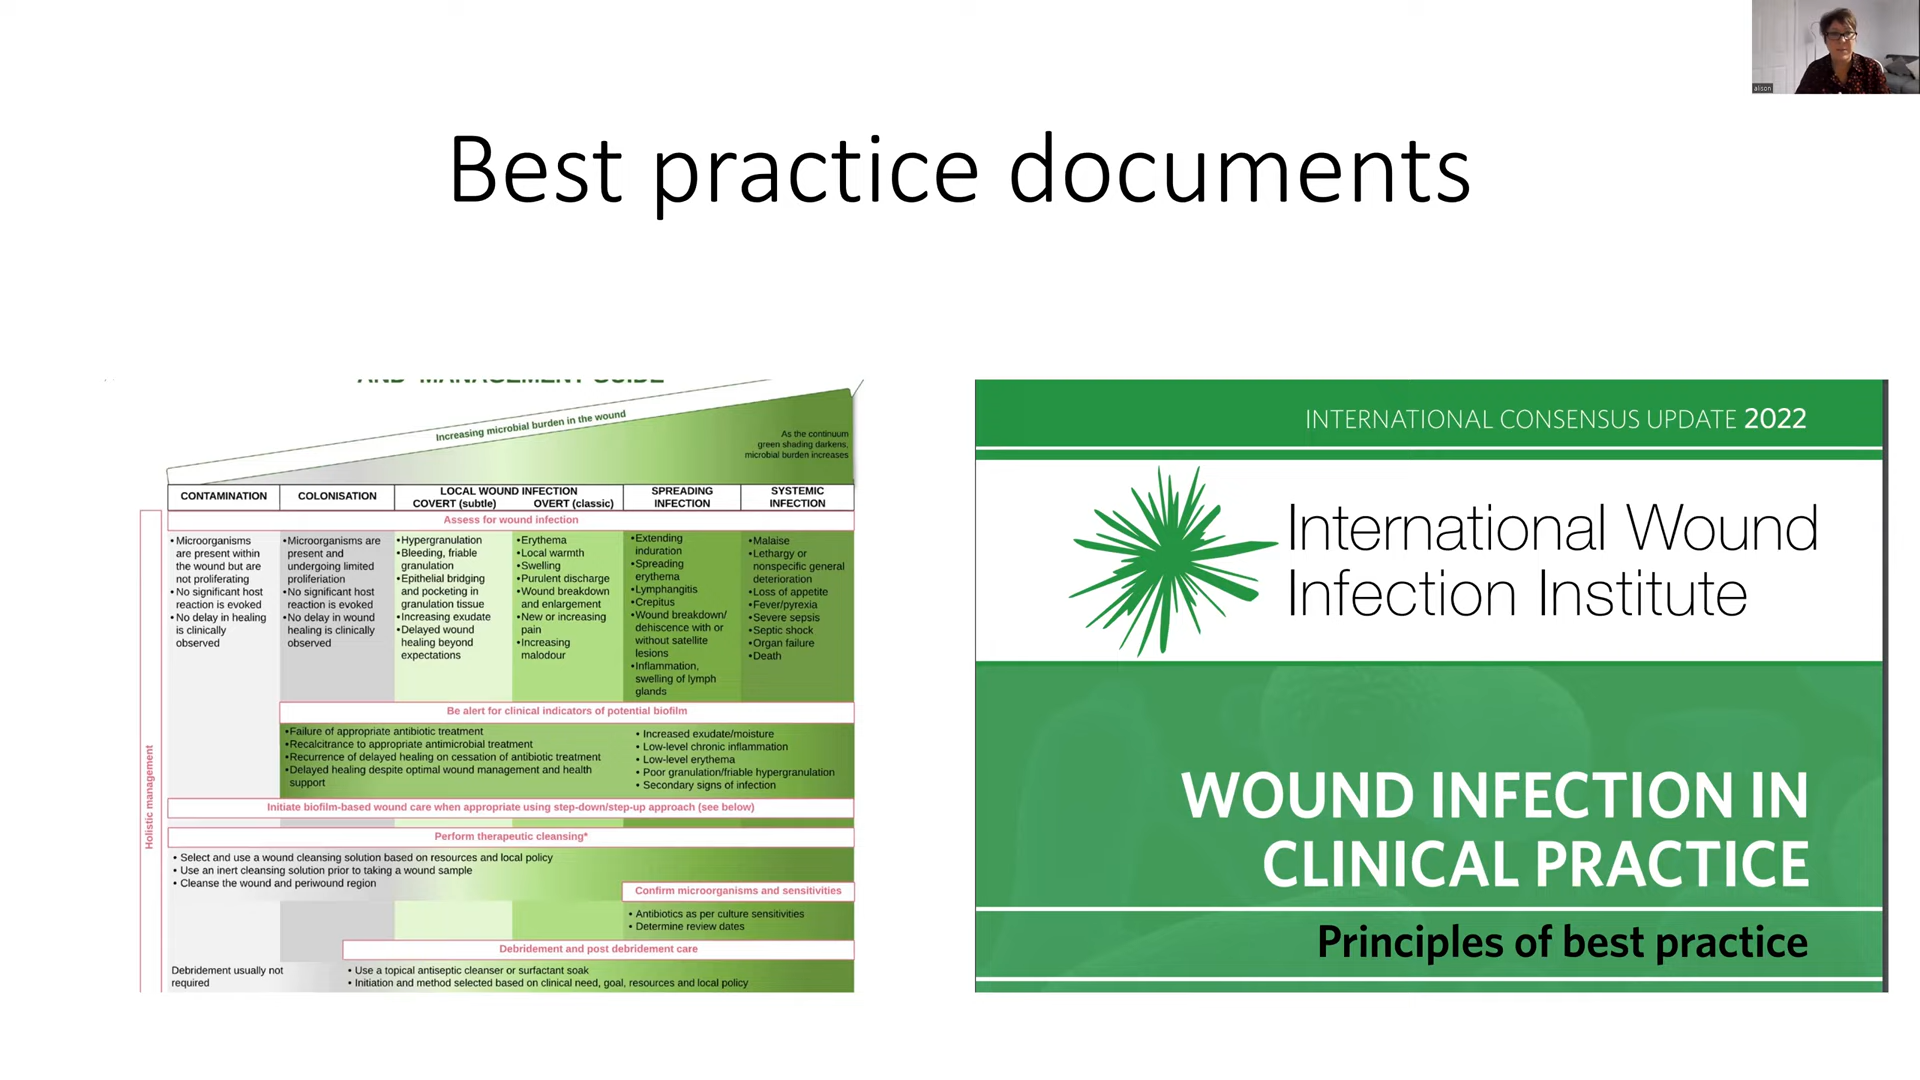 alison
Best practice documents
AND MANAGEMENT GUIDE
Increasing microbial burden in the wound
As the continuum
green shading darkens,
microbial burden increases
CONTAMINATION
COLONISATION
LOCAL WOUND INFECTION
COVERT (subtle) OVERT (classic)
SPREADING
INFECTION
SYSTEMIC
INFECTION
Holistic management
Assess for wound infection
• Microorganisms
are present within
the wound but are
not proliferating
• No significant host
reaction is evoked
• No delay in healing
is clinically
observed
• Microorganisms are
present and
undergoing limited
proliferiation
• No significant host
reaction is evoked
• No delay in wound
healing is clinically
observed
• Hypergranulation
• Bleeding, friable
granulation
• Epithelial bridging
and pocketing in
granulation tissue
• Increasing exudate
• Delayed wound
healing beyond
expectations
• Erythema
• Local warmth
• Swelling
• Purulent discharge
• Wound breakdown
and enlargement
• New or increasing
pain
• Increasing
malodour
• Extending
induration
• Spreading
erythema
• Lymphangitis
• Crepitus
• Wound breakdown/
dehiscence with or
without satellite
lesions
• Inflammation,
swelling of lymph
glands
• Malaise
• Lethargy or
nonspecific general
deterioration
• Loss of appetite
• Fever/pyrexia
• Severe sepsis
• Septic shock
• Organ failure
• Death
Be alert for clinical indicators of potential biofilm
• Failure of appropriate antibiotic treatment
• Recalcitrance to appropriate antimicrobial treatment
• Recurrence of delayed healing on cessation of antibiotic treatment
• Delayed healing despite optimal wound management and health
support
• Increased exudate/moisture
• Low-level chronic inflammation
• Low-level erythema
• Poor granulation/friable hypergranulation
• Secondary signs of infection
Initiate biofilm-based wound care when appropriate using step-down/step-up approach (see below)
Perform therapeutic cleansing*
• Select and use a wound cleansing solution based on resources and local policy
• Use an inert cleansing solution prior to taking a wound sample
• Cleanse the wound and periwound region
Confirm microorganisms and sensitivities
• Antibiotics as per culture sensitivities
• Determine review dates
Debridement and post debridement care
Debridement usually not
required
• Use a topical antiseptic cleanser or surfactant soak
• Initiation and method selected based on clinical need, goal, resources and local policy
INTERNATIONAL CONSENSUS UPDATE 2022
International Wound
Infection Institute
WOUND INFECTION IN
CLINICAL PRACTICE
Principles of best practice